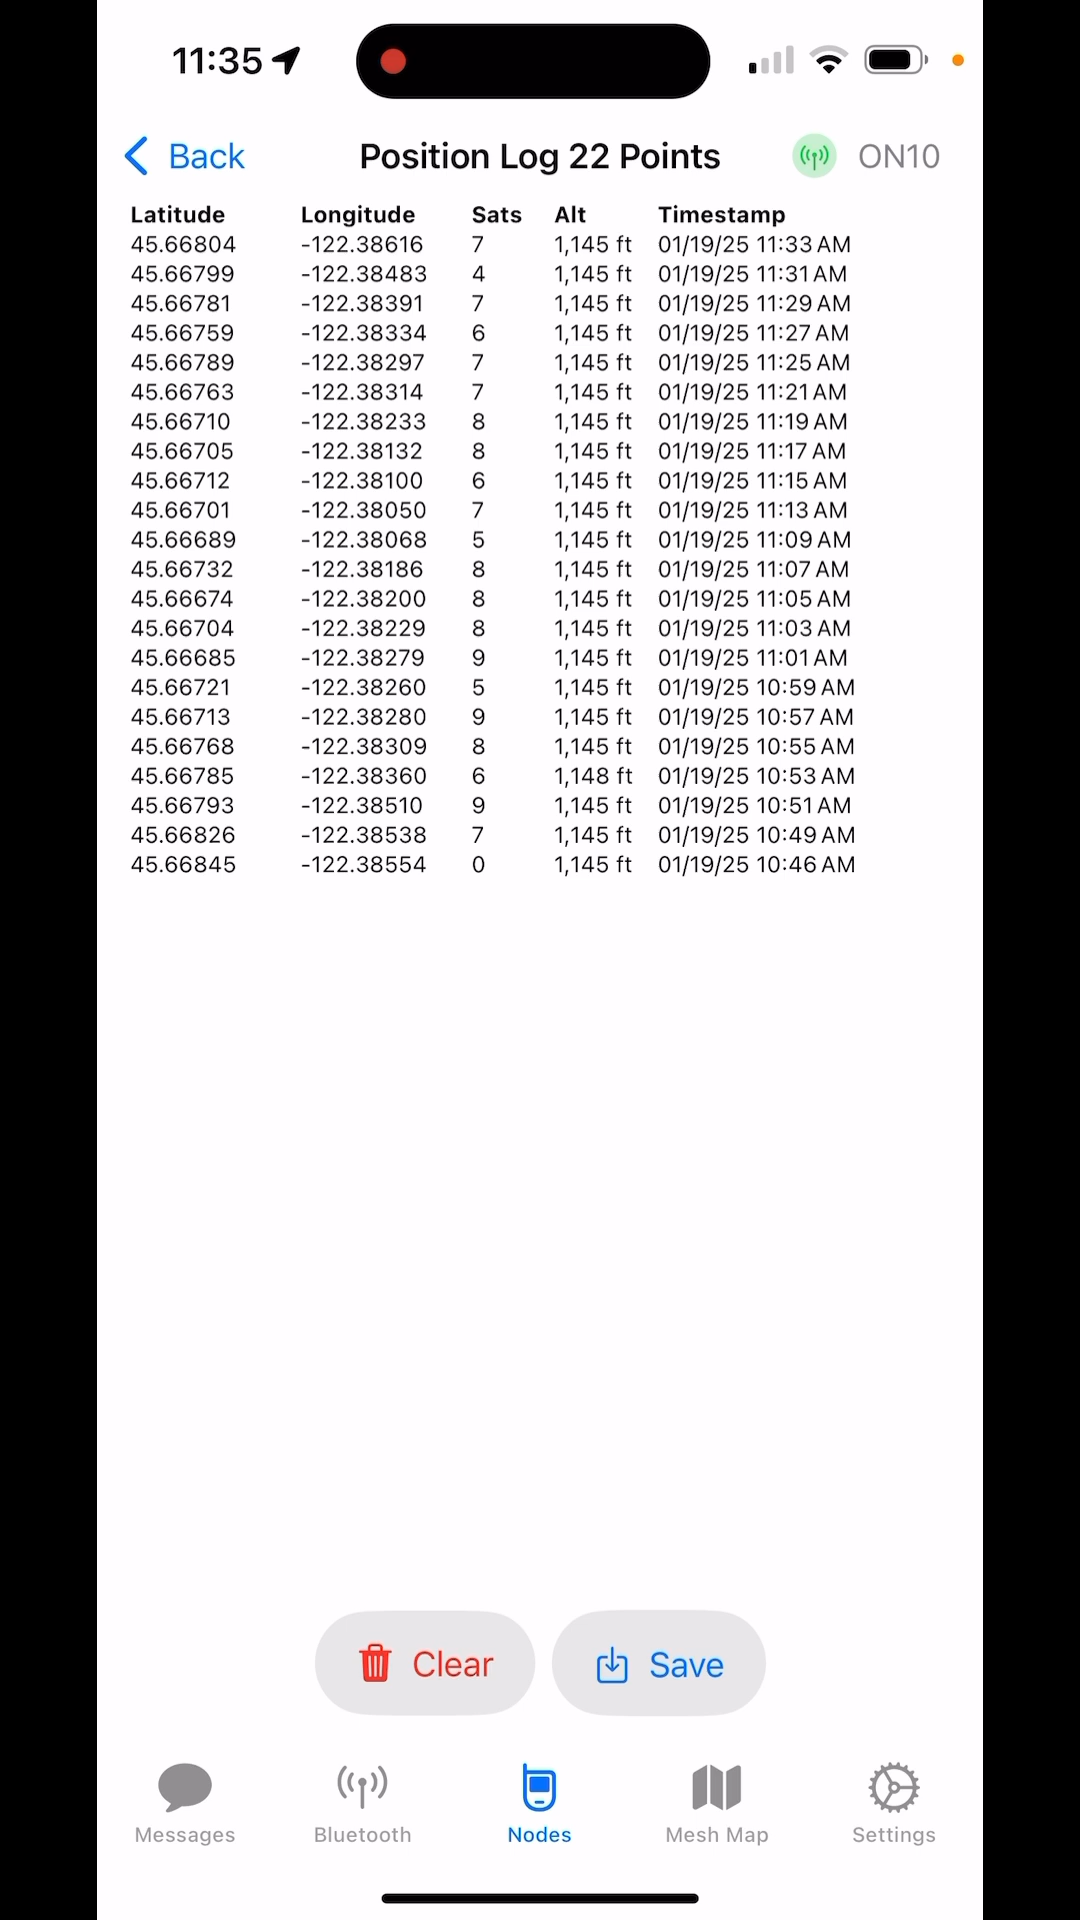 11:35
Back Position Log 22 Points ON10
Latitude Longitude Sats Alt Timestamp
45.66804 -122.38616 7 1,145 ft 01/19/25 11:33 AM
45.66799 -122.38483 4 1,145 ft 01/19/25 11:31 AM
45.66781 -122.38391 7 1,145 ft 01/19/25 11:29 AM
45.66759 -122.38334 6 1,145 ft 01/19/25 11:27 AM
45.66789 -122.38297 7 1,145 ft 01/19/25 11:25 AM
45.66763 -122.38314 7 1,145 ft 01/19/25 11:21 AM
45.66710 -122.38233 8 1,145 ft 01/19/25 11:19 AM
45.66705 -122.38132 8 1,145 ft 01/19/25 11:17 AM
45.66712 -122.38100 6 1,145 ft 01/19/25 11:15 AM
45.66701 -122.38050 7 1,145 ft 01/19/25 11:13 AM
45.66689 -122.38068 5 1,145 ft 01/19/25 11:09 AM
45.66732 -122.38186 8 1,145 ft 01/19/25 11:07 AM
45.66674 -122.38200 8 1,145 ft 01/19/25 11:05 AM
45.66704 -122.38229 8 1,145 ft 01/19/25 11:03 AM
45.66685 -122.38279 9 1,145 ft 01/19/25 11:01 AM
45.66721 -122.38260 5 1,145 ft 01/19/25 10:59 AM
45.66713 -122.38280 9 1,145 ft 01/19/25 10:57 AM
45.66768 -122.38309 8 1,145 ft 01/19/25 10:55 AM
45.66785 -122.38360 6 1,148 ft 01/19/25 10:53 AM
45.66793 -122.38510 9 1,145 ft 01/19/25 10:51 AM
45.66826 -122.38538 7 1,145 ft 01/19/25 10:49 AM
45.66845 -122.38554 0 1,145 ft 01/19/25 10:46 AM
Clear Save
Messages Bluetooth Nodes Mesh Map Settings